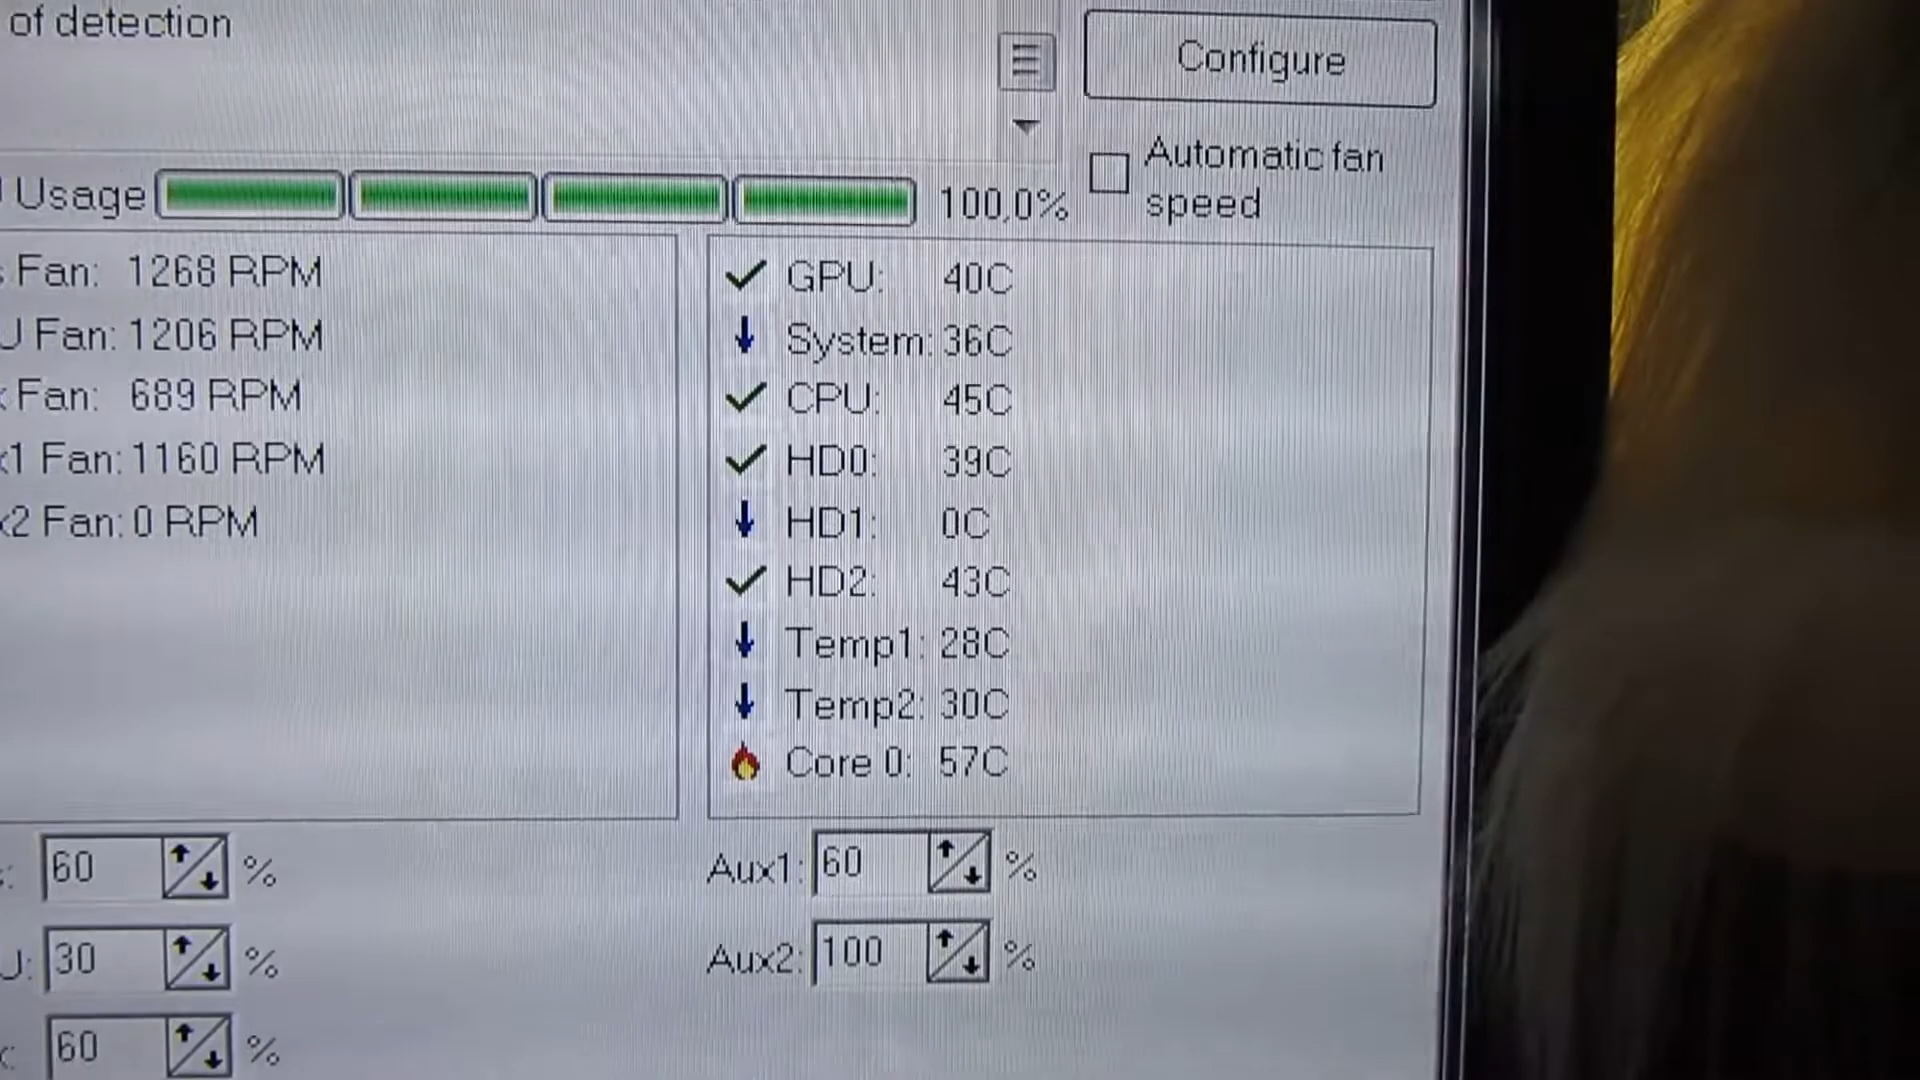 of detection
Configure
Automatic fan
speed
Usage 100,0%
Fan: 1268 RPM
Fan: 1206 RPM
Fan: 689 RPM
1 Fan: 1160 RPM
2 Fan: 0 RPM
GPU: 40C
System: 36C
CPU: 45C
HD0: 39C
HD1: 0C
HD2: 43C
Temp1: 28C
Temp2: 30C
Core 0: 57C
: 60 %
U: 30 %
: 60 %
Aux1: 60 %
Aux2: 100 %